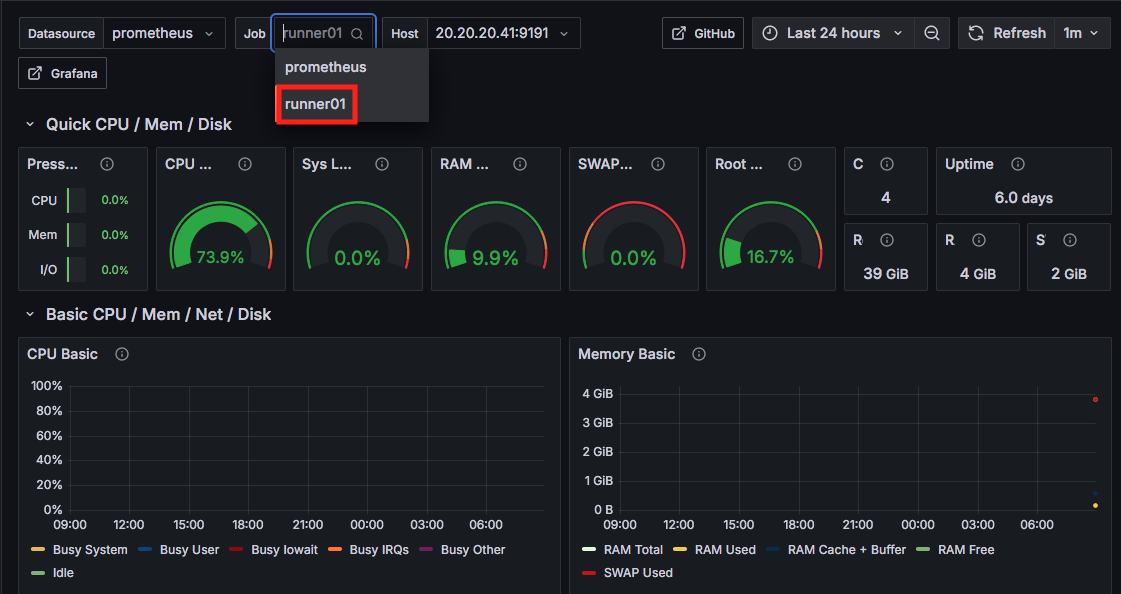 Datasource prometheus Job runner01 Host 20.20.20.41:9191 GitHub Last 24 hours Refresh 1m
Grafana
prometheus
runner01
Quick CPU / Mem / Disk
Press... CPU ... Sys L... RAM ... SWAP... Root ... C Uptime
CPU 0.0%
Mem 0.0%
I/O 0.0%
73.9% 0.0% 9.9% 0.0% 16.7%
4 6.0 days
R R S
39 GiB 4 GiB 2 GiB
Basic CPU / Mem / Net / Disk
CPU Basic
100%
80%
60%
40%
20%
0%
09:00 12:00 15:00 18:00 21:00 00:00 03:00 06:00
Busy System Busy User Busy Iowait Busy IRQs Busy Other
Idle
Memory Basic
4 GiB
3 GiB
2 GiB
1 GiB
0 B
09:00 12:00 15:00 18:00 21:00 00:00 03:00 06:00
RAM Total RAM Used RAM Cache + Buffer RAM Free
SWAP Used